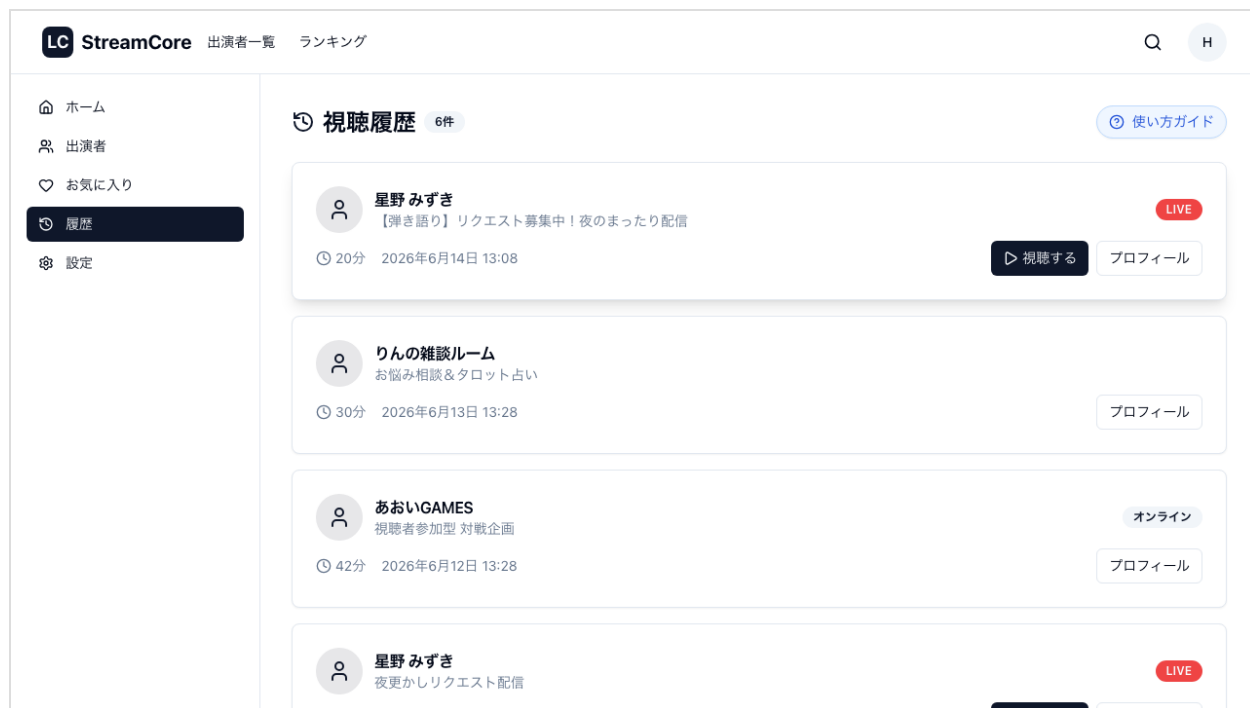 LC StreamCore 出演者一覧 ランキング H
ホーム
出演者
お気に入り
履歴
設定
視聴履歴 6件 使い方ガイド
星野 みずき
【弾き語り】リクエスト募集中！夜のまったり配信
LIVE
20分 2026年6月14日 13:08 視聴する プロフィール
りんの雑談ルーム
お悩み相談＆タロット占い
30分 2026年6月13日 13:28 プロフィール
あおいGAMES
視聴者参加型 対戦企画
オンライン
42分 2026年6月12日 13:28 プロフィール
星野 みずき
夜更かしリクエスト配信
LIVE